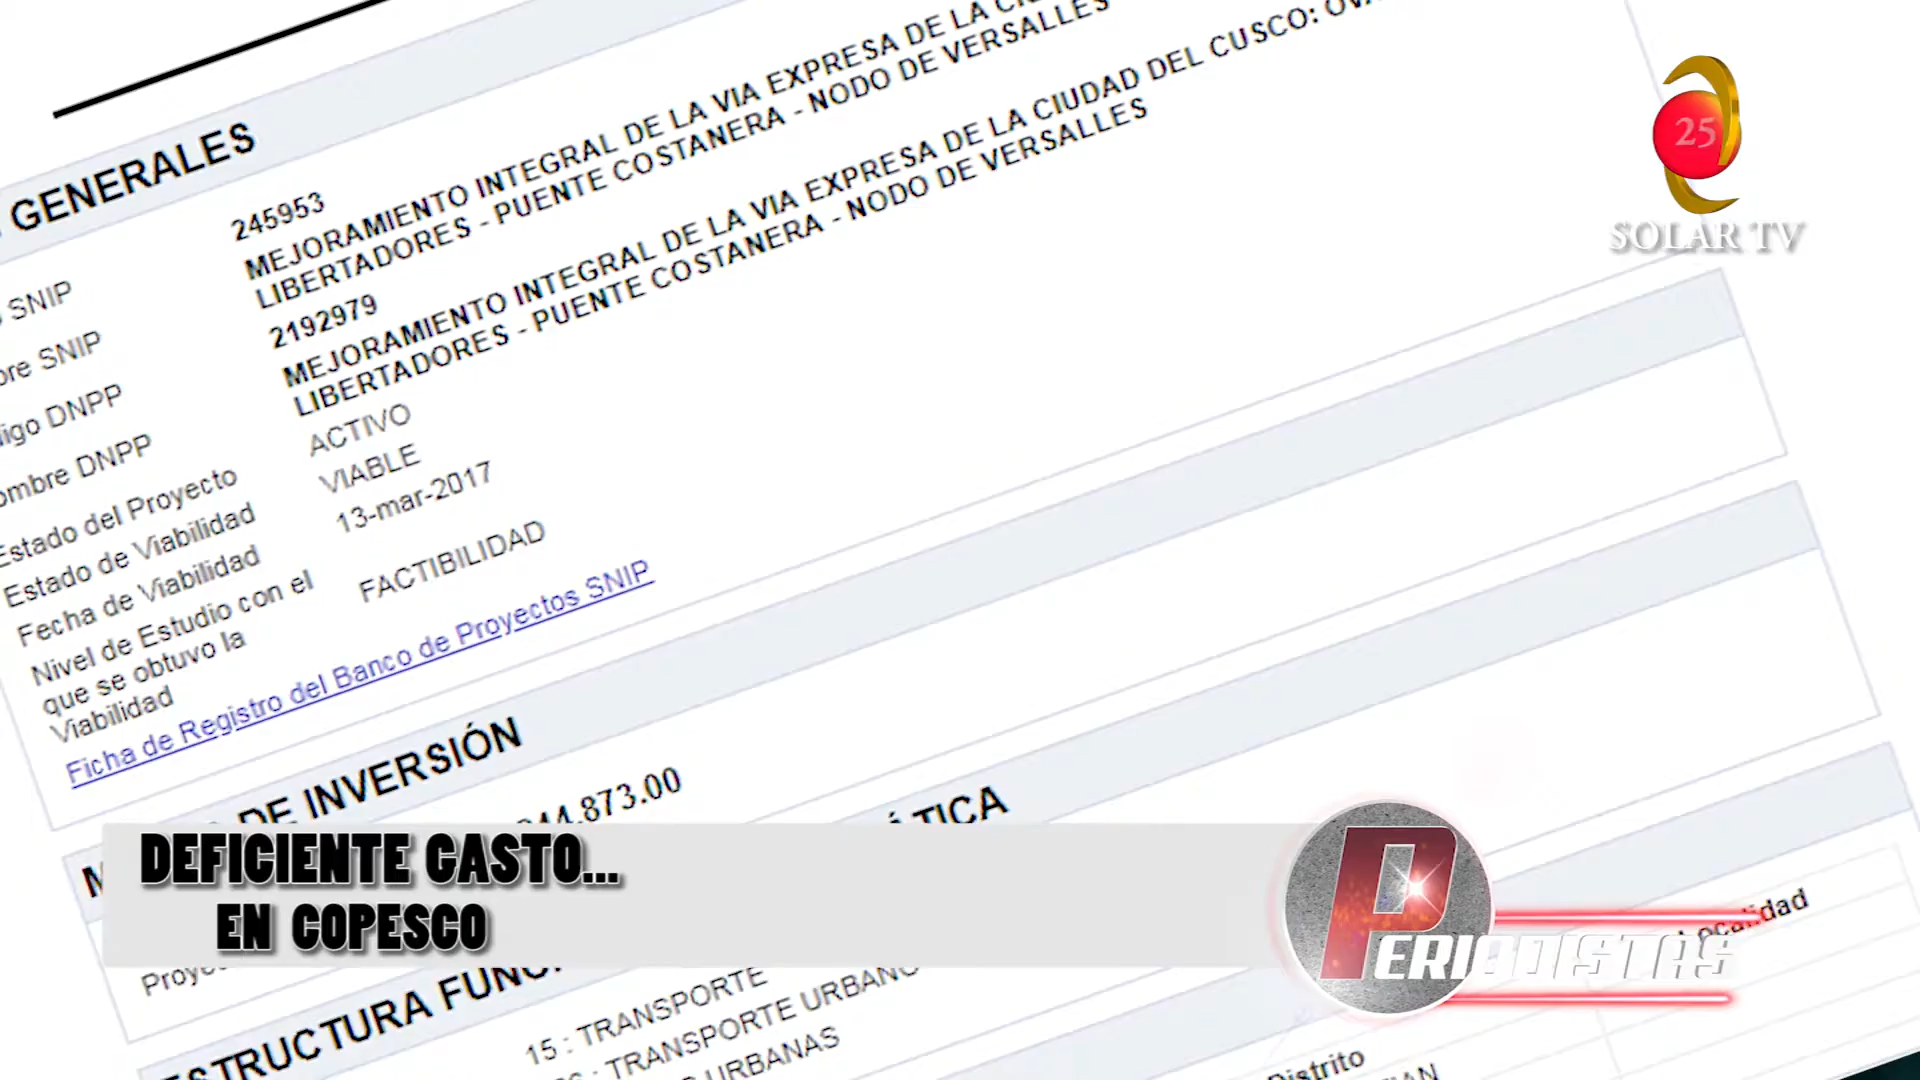 GENERALES
SNIP
245953
SNIP
MEJORAMIENTO INTEGRAL DE LA VIA EXPRESA DE LA
LIBERTADORES - PUENTE COSTANERA - NODO DE VERSALLES
DNPP
2192979
DNPP
MEJORAMIENTO INTEGRAL DE LA VIA EXPRESA DE LA CIUDAD DEL CUSCO:
LIBERTADORES - PUENTE COSTANERA - NODO DE VERSALLES
Estado del Proyecto
ACTIVO
Estado de Viabilidad
VIABLE
Fecha de Viabilidad
13-mar-2017
Nivel de Estudio con el
que se obtuvo la
Viabilidad
FACTIBILIDAD
Ficha de Registro del Banco de Proyectos SNIP
DE INVERSIÓN
873.00
15 : TRANSPORTE
: TRANSPORTE URBANO
URBANAS
Distrito
25
SOLAR TV
DEFICIENTE GASTO...
EN COPESCO
PERIODISTAS